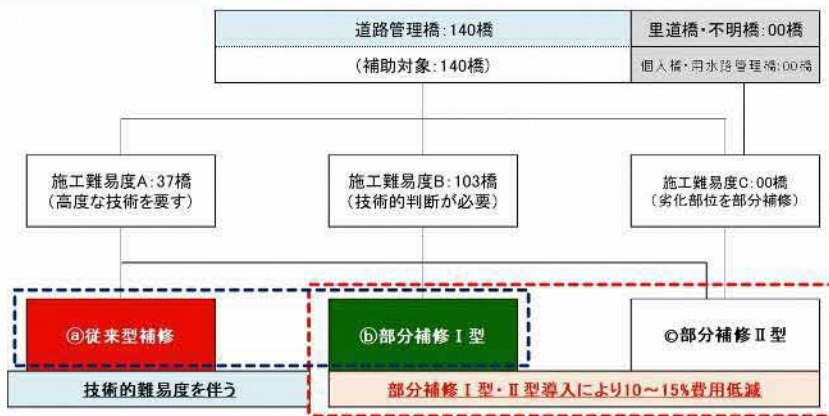 道路管理橋:140橋
里道橋・不明橋:00橋
(補助対象:140橋)
個人橋・用水路管理橋:00橋
施工難易度A:37橋
(高度な技術を要す)
施工難易度B:103橋
(技術的判断が必要)
施工難易度C:00橋
(劣化部位を部分補修)
ⓐ従来型補修
ⓑ部分補修Ⅰ型
ⓒ部分補修Ⅱ型
技術的難易度を伴う
部分補修Ⅰ型・Ⅱ型導入により10~15%費用低減